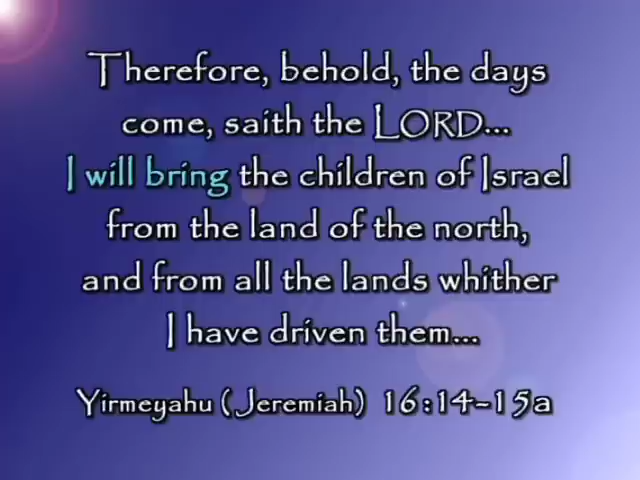 Therefore, behold, the days
come, saith the LORD...
I will bring the children of Israel
from the land of the north,
and from all the lands whither
I have driven them...
Yirmeyahu (Jeremiah) 16:14-15a